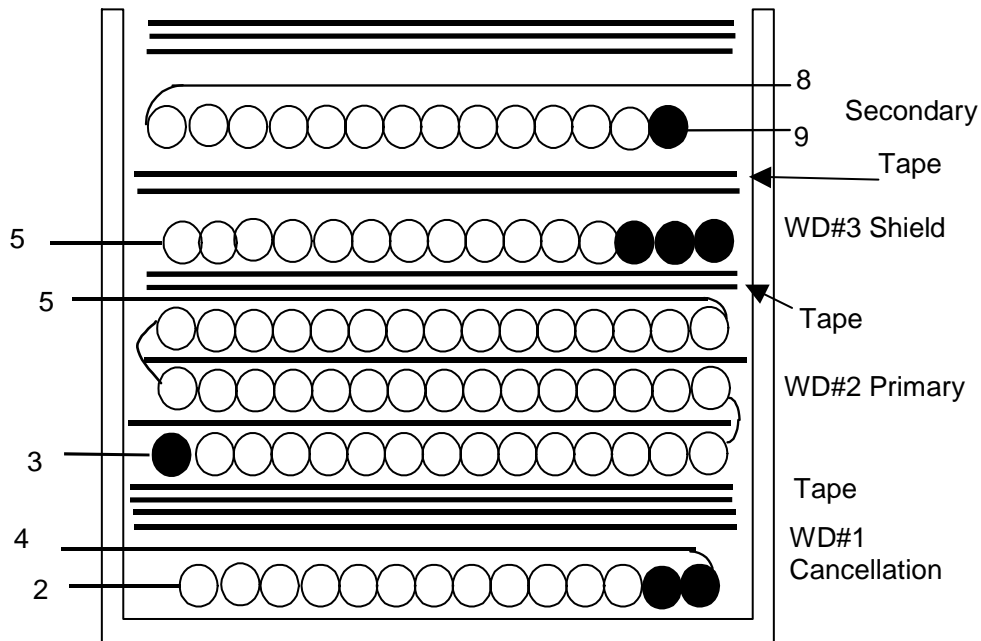 8
Secondary
9
Tape
5
WD#3 Shield
5
Tape
WD#2 Primary
3
Tape
4
WD#1
Cancellation
2